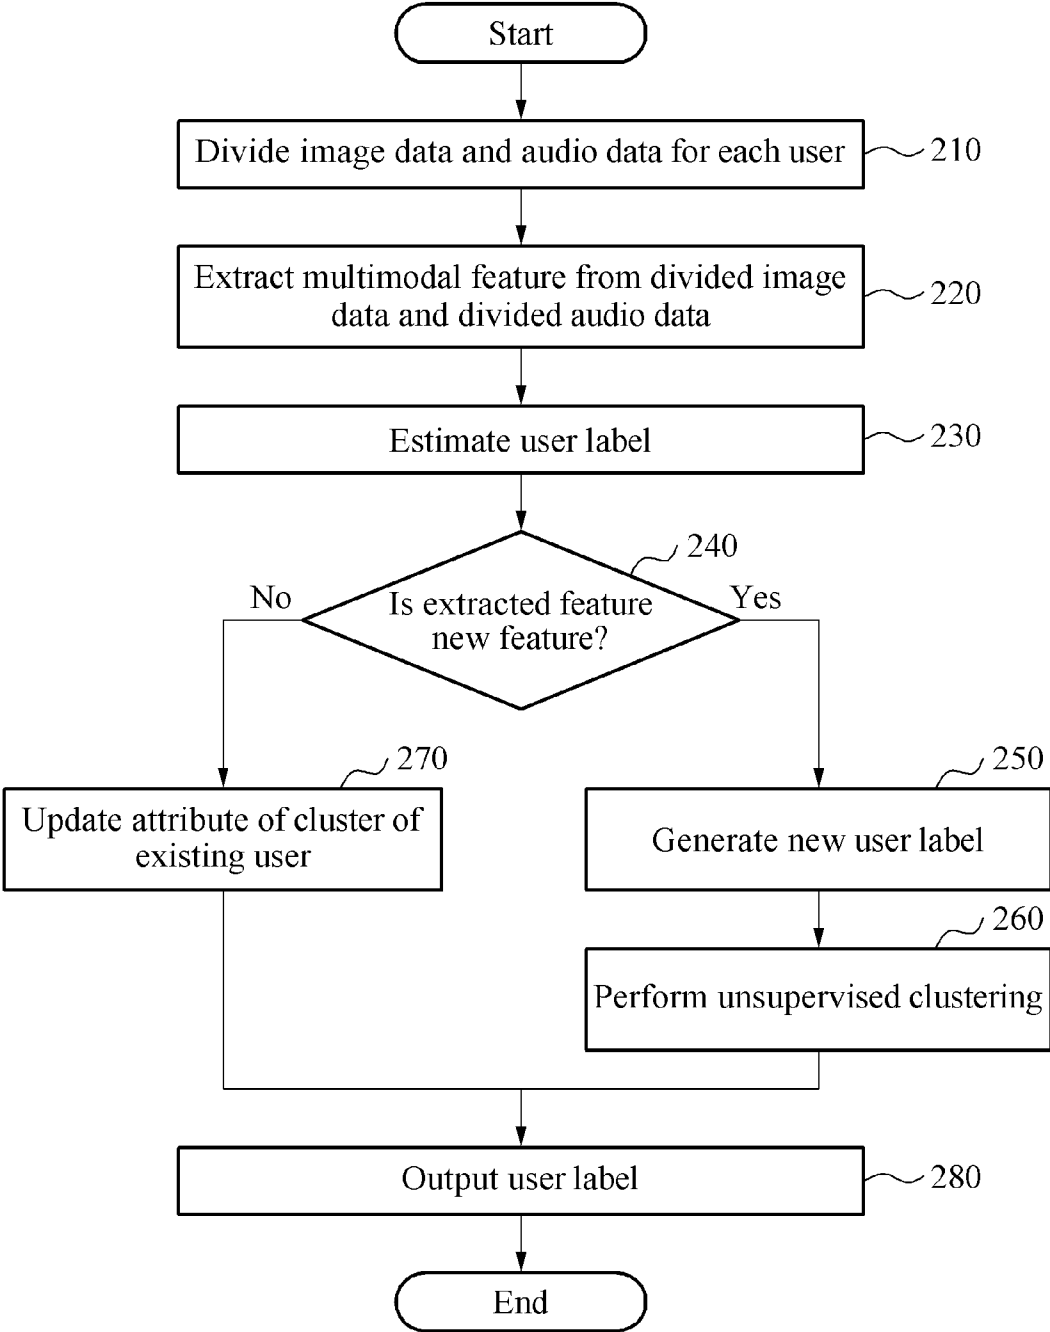 Start
Divide image data and audio data for each user
210
Extract multimodal feature from divided image
data and divided audio data
220
Estimate user label
230
240
No
Is extracted feature
new feature?
Yes
270
Update attribute of cluster of
existing user
250
Generate new user label
260
Perform unsupervised clustering
Output user label
280
End